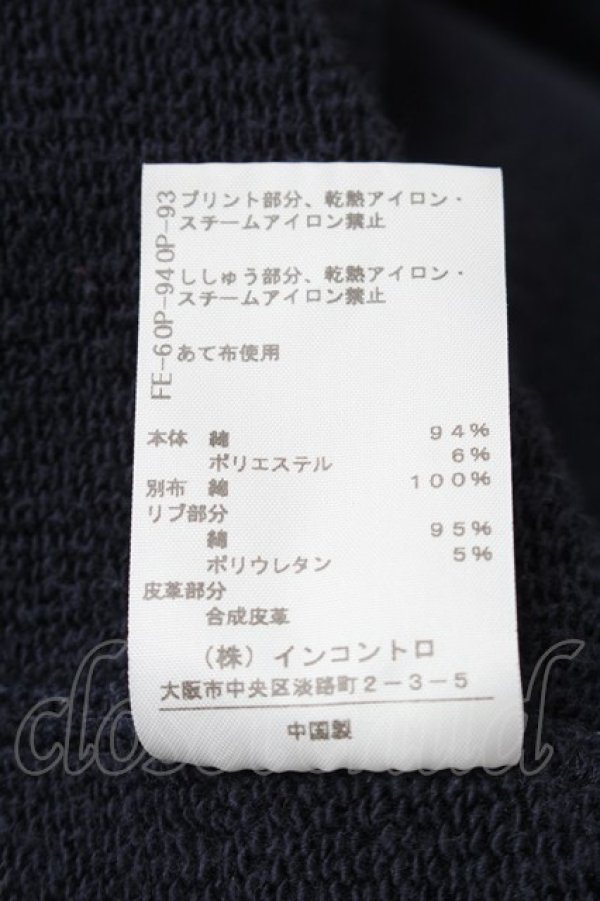 プリント部分、乾熱アイロン・
スチームアイロン禁止
ししゅう部分、乾熱アイロン・
スチームアイロン禁止
あて布使用
FE-6 OP-94 OP-93
本体 綿 94%
ポリエステル 6%
別布 綿 100%
リブ部分
綿 95%
ポリウレタン 5%
皮革部分
合成皮革
(株)インコントロ
大阪市中央区淡路町2-3-5
中国製